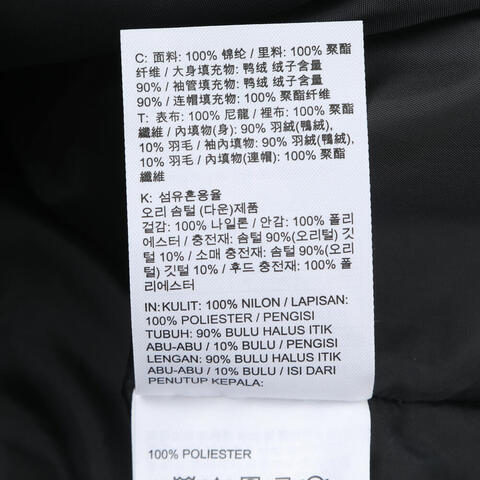 C: 面料: 100% 锦纶 / 里料: 100% 聚酯
纤维 / 大身填充物: 鸭绒 绒子含量
90% / 袖管填充物: 鸭绒 绒子含量
90% / 连帽填充物: 100% 聚酯纤维
T: 表布: 100% 尼龍 / 裡布: 100% 聚酯
纖維 / 內填物(身): 90% 羽絨(鴨絨),
10% 羽毛 / 袖內填物: 90% 羽絨(鴨絨),
10% 羽毛 / 內填物(連帽): 100% 聚酯
纖維
K: 섬유혼용율
오리 솜털 (다운)제품
겉감: 100% 나일론 / 안감: 100% 폴리
에스터 / 충전재: 솜털 90%(오리털) 깃
털 10% / 소매 충전재: 솜털 90%(오리
털) 깃털 10% / 후드 충전재: 100% 폴
리에스터
IN:KULIT: 100% NILON / LAPISAN:
100% POLIESTER / PENGISI
TUBUH: 90% BULU HALUS ITIK
ABU-ABU / 10% BULU / PENGISI
LENGAN: 90% BULU HALUS ITIK
ABU-ABU / 10% BULU / ISI DARI
PENUTUP KEPALA:
100% POLIESTER